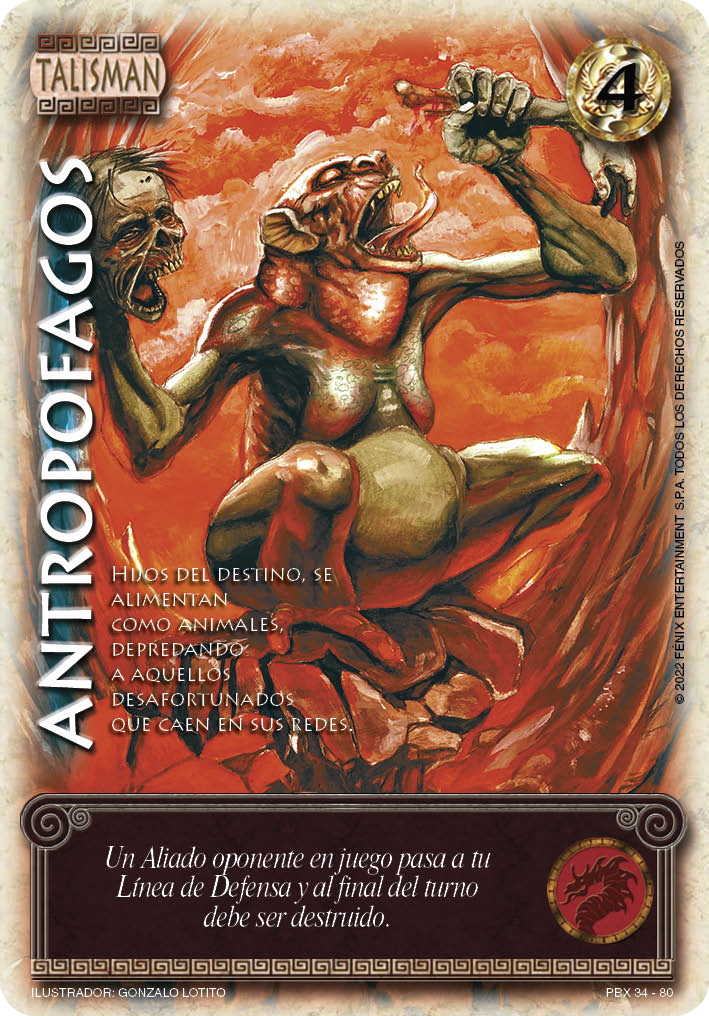 TALISMAN
4
ANTROPOFAGOS
Hijos del destino, se
alimentan
como animales,
depredando
a aquellos
desafortunados
que caen en sus redes.
© 2022 FÉNIX ENTERTAINMENT S.P.A. TODOS LOS DERECHOS RESERVADOS
Un Aliado oponente en juego pasa a tu
Línea de Defensa y al final del turno
debe ser destruido.
ILUSTRADOR: GONZALO LOTITO
PBX 34 - 80